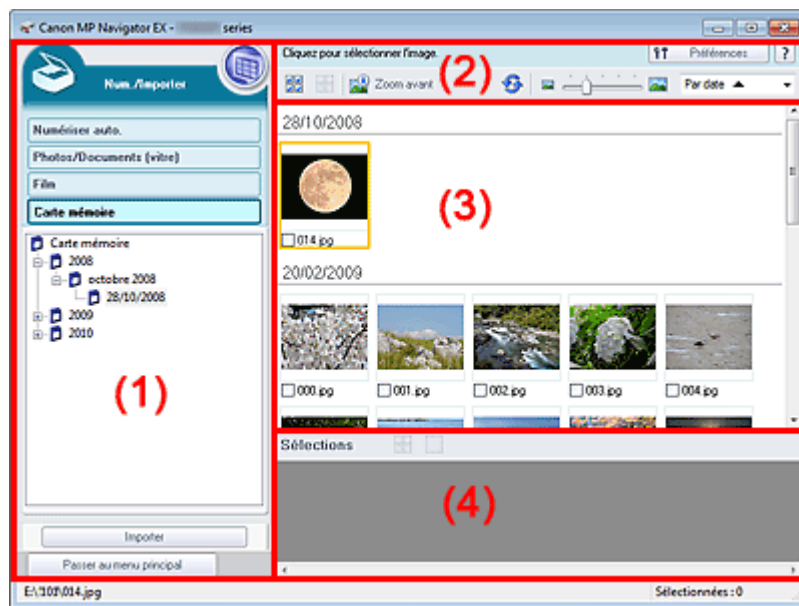 Canon MP Navigator EX - series
Num./Importer
Numériser auto.
Photos/Documents (vitre)
Film
Carte mémoire
Carte mémoire
2008
octobre 2008
28/10/2008
2009
2010
(1)
Importer
Passer au menu principal
Cliquez pour sélectionner l'image.
Préférences
?
Zoom avant
(2)
Par date
28/10/2008
014.jpg
(3)
20/02/2009
000.jpg
001.jpg
002.jpg
003.jpg
004.jpg
Sélections
(4)
E:\101\014.jpg
Sélectionnées : 0